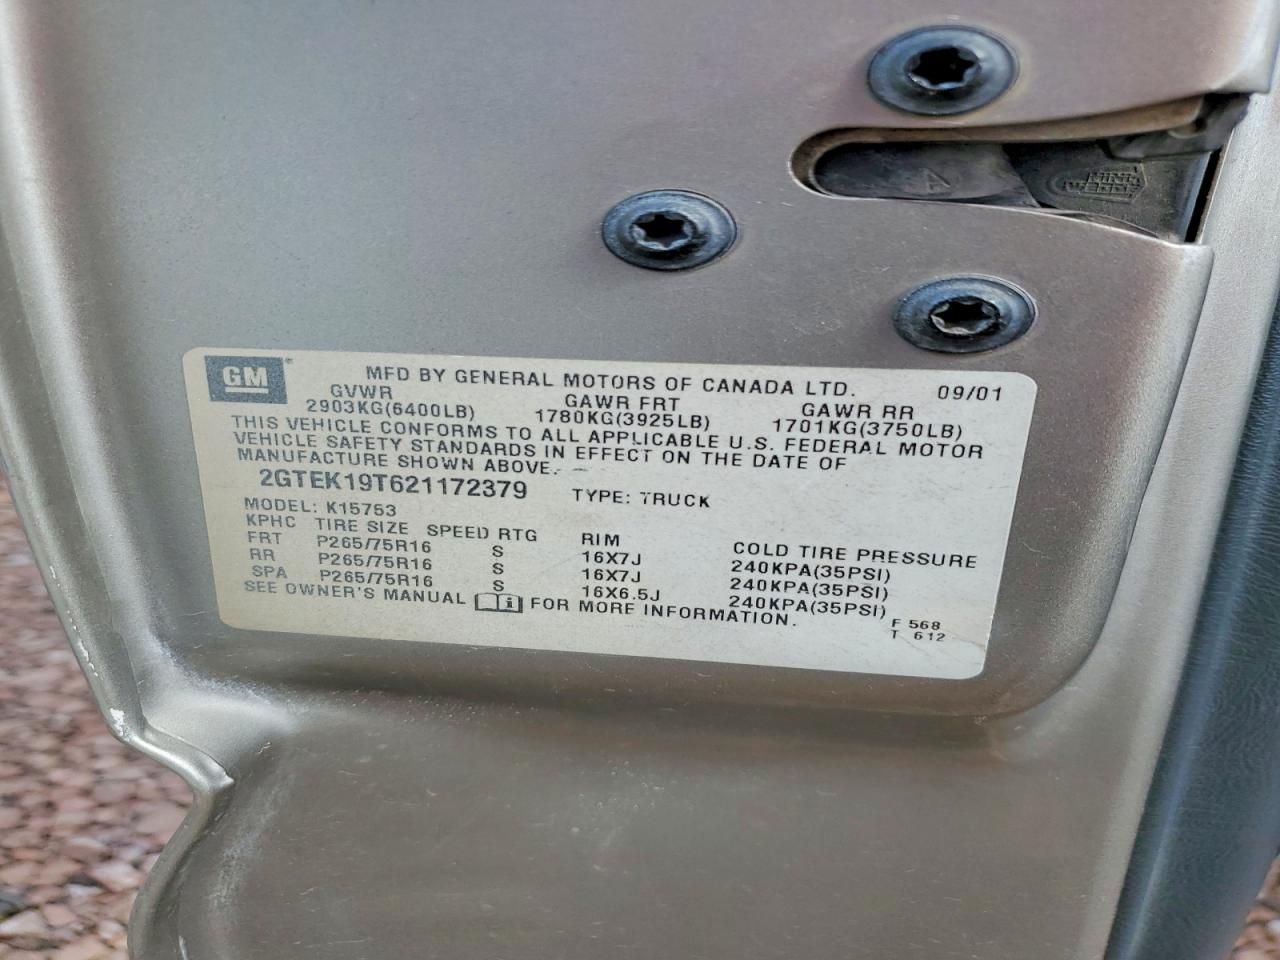 A
GM
MFD BY GENERAL MOTORS OF CANADA LTD. 09/01
GVWR GAWR FRT GAWR RR
2903KG(6400LB) 1780KG(3925LB) 1701KG(3750LB)
THIS VEHICLE CONFORMS TO ALL APPLICABLE U.S. FEDERAL MOTOR
VEHICLE SAFETY STANDARDS IN EFFECT ON THE DATE OF
MANUFACTURE SHOWN ABOVE.
2GTEK19T621172379 TYPE: TRUCK
MODEL: K15753
KPHC TIRE SIZE SPEED RTG RIM COLD TIRE PRESSURE
FRT P265/75R16 S 16X7J 240KPA(35PSI)
RR P265/75R16 S 16X7J 240KPA(35PSI)
SPA P265/75R16 S 16X6.5J 240KPA(35PSI)
SEE OWNER'S MANUAL i FOR MORE INFORMATION.
F 568
T 612